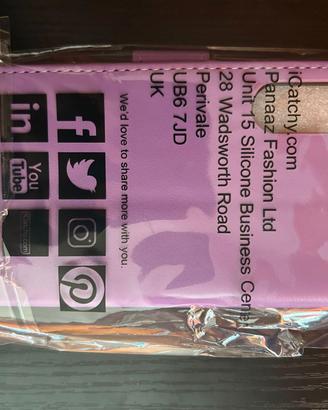 iCatchy.com
Panaaz Fashion Ltd
Unit 15 Silicone Business Cente
28 Wadsworth Road
Perivale
UB6 7JD
UK
We'd love to share more with you.
f
in
You
Tube